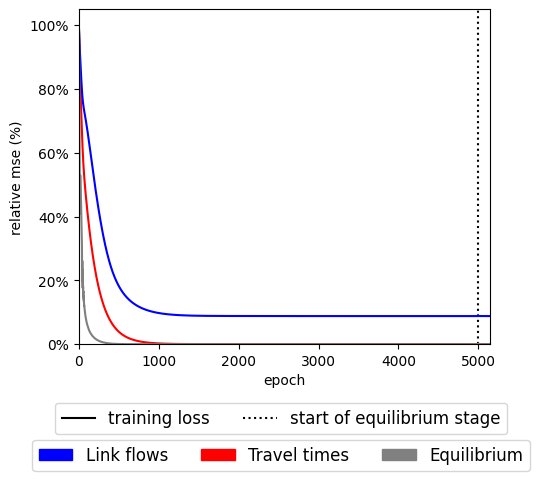 100%
80%
60%
40%
20%
0%
relative mse (%)
0 1000 2000 3000 4000 5000
epoch
training loss start of equilibrium stage
Link flows Travel times Equilibrium